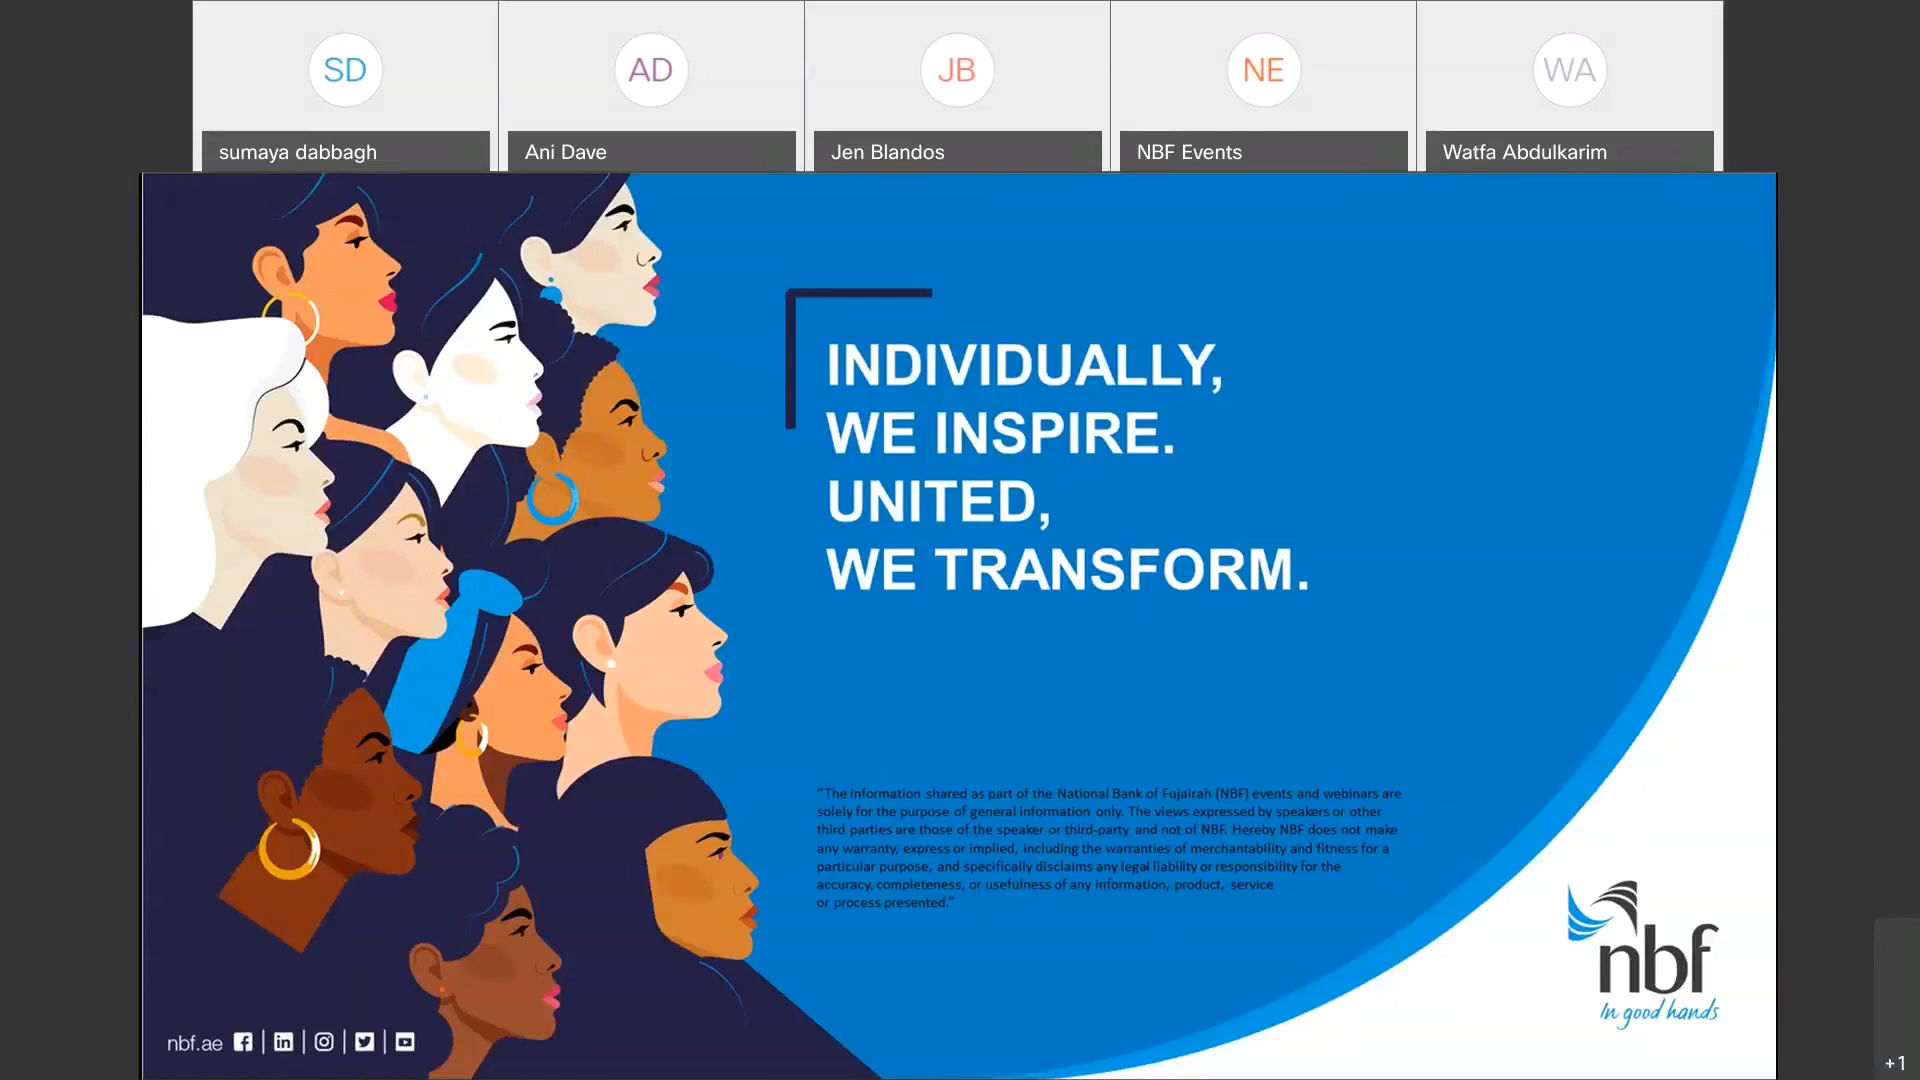 SD
AD
JB
NE
WA
sumaya dabbagh
Ani Dave
Jen Blandos
NBF Events
Watfa Abdulkarim
INDIVIDUALLY,
WE INSPIRE.
UNITED,
WE TRANSFORM.
"The information shared as part of the National Bank of Fujairah (NBF) events and webinars are
solely for the purpose of general information only. The views expressed by speakers or other
third parties are those of the speaker or third-party and not of NBF. Hereby NBF does not make
any warranty, express or implied, including the warranties of merchantability and fitness for a
particular purpose, and specifically disclaims any legal liability or responsibility for the
accuracy, completeness, or usefulness of any information, product, service
or process presented."
nbf
In good hands
nbf.ae
+1